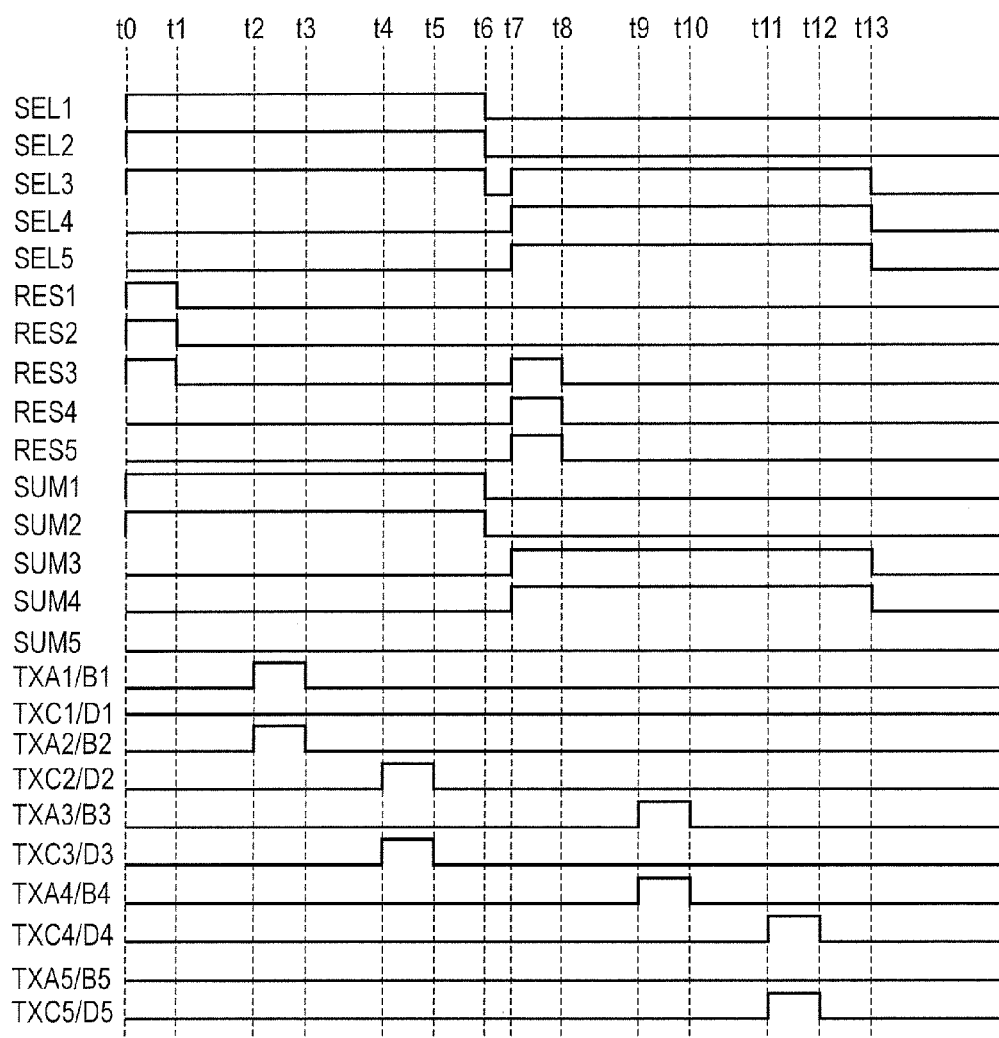 t0 t1 t2 t3 t4 t5 t6 t7 t8 t9 t10 t11 t12 t13
SEL1
SEL2
SEL3
SEL4
SEL5
RES1
RES2
RES3
RES4
RES5
SUM1
SUM2
SUM3
SUM4
SUM5
TXA1/B1
TXC1/D1
TXA2/B2
TXC2/D2
TXA3/B3
TXC3/D3
TXA4/B4
TXC4/D4
TXA5/B5
TXC5/D5